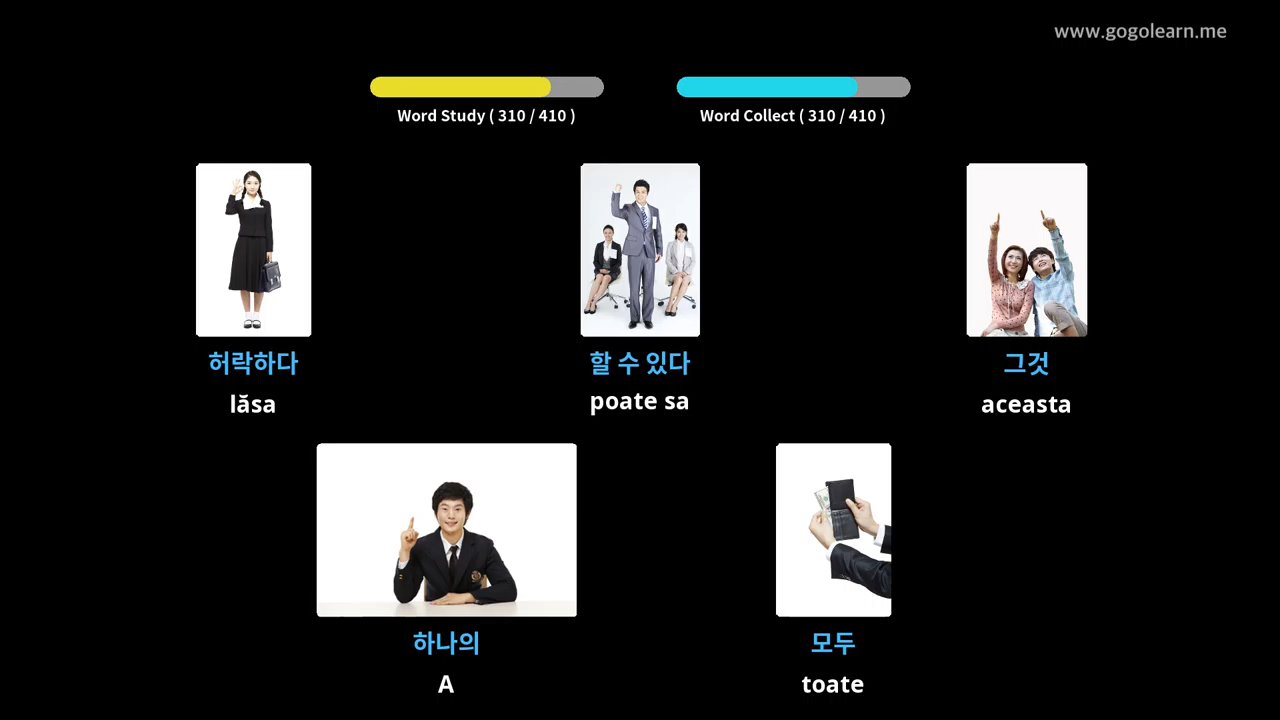 www.gogolearn.me
Word Study ( 310 / 410 )
Word Collect ( 310 / 410 )
허락하다
lăsa
할 수 있다
poate sa
그것
aceasta
하나의
A
모두
toate